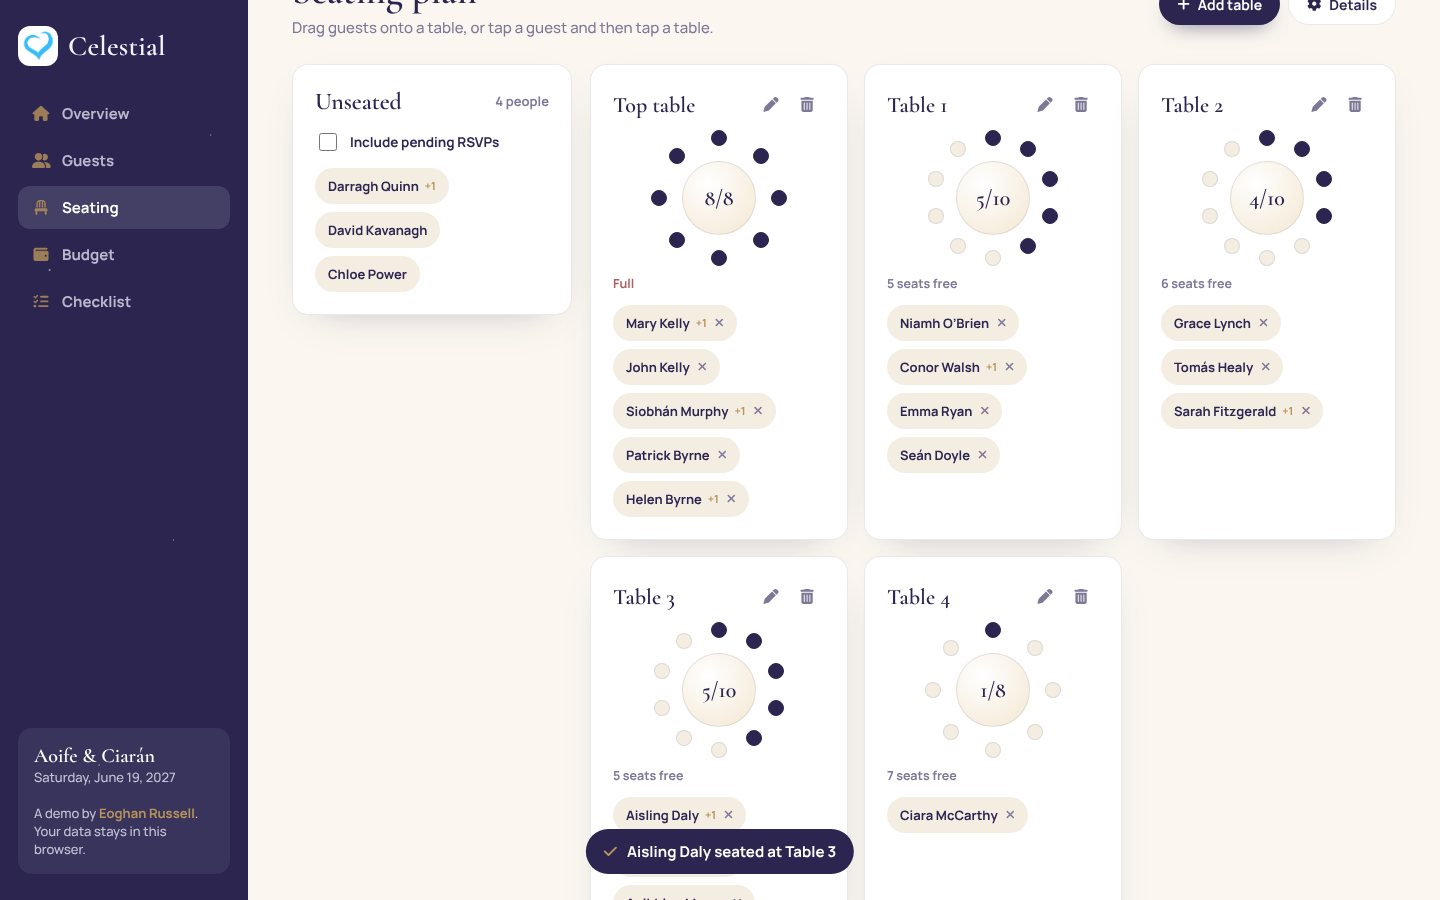 Celestial
Overview
Guests
Seating
Budget
Checklist
Aoife & Ciarán
Saturday, June 19, 2027
A demo by Eoghan Russell.
Your data stays in this
browser.
Seating plan
Drag guests onto a table, or tap a guest and then tap a table.
Add table
Details
Unseated
4 people
Include pending RSVPs
Darragh Quinn +1
David Kavanagh
Chloe Power
Top table
8/8
Full
Mary Kelly +1
John Kelly
Siobhán Murphy +1
Patrick Byrne
Helen Byrne +1
Table 1
5/10
5 seats free
Niamh O'Brien
Conor Walsh +1
Emma Ryan
Seán Doyle
Table 2
4/10
6 seats free
Grace Lynch
Tomás Healy
Sarah Fitzgerald +1
Table 3
5/10
5 seats free
Aisling Daly +1
Table 4
1/8
7 seats free
Ciara McCarthy
Aisling Daly seated at Table 3